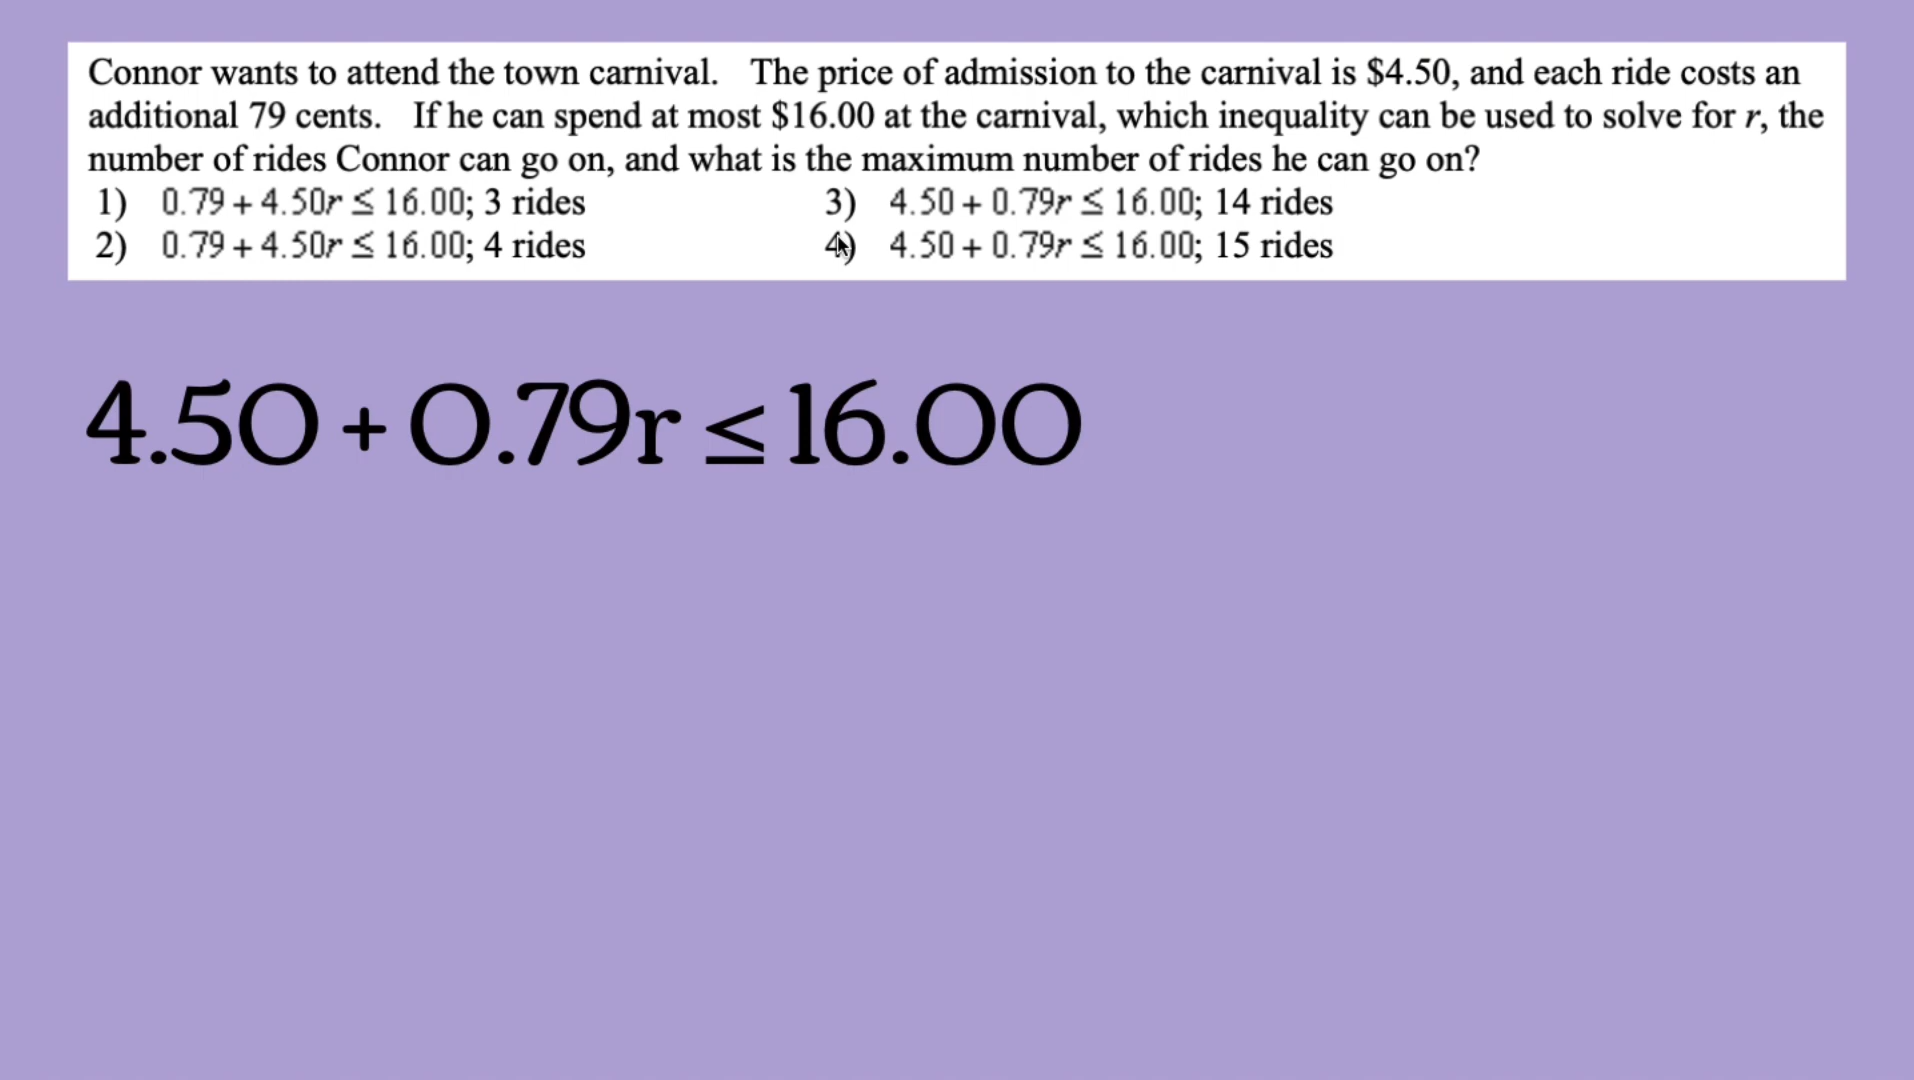 Connor wants to attend the town carnival. The price of admission to the carnival is $4.50, and each ride costs an
additional 79 cents. If he can spend at most $16.00 at the carnival, which inequality can be used to solve for r, the
number of rides Connor can go on, and what is the maximum number of rides he can go on?
1) 0.79 + 4.50r ≤ 16.00; 3 rides
2) 0.79 + 4.50r ≤ 16.00; 4 rides
3) 4.50 + 0.79r ≤ 16.00; 14 rides
4) 4.50 + 0.79r ≤ 16.00; 15 rides
4.50 + 0.79r ≤ 16.00